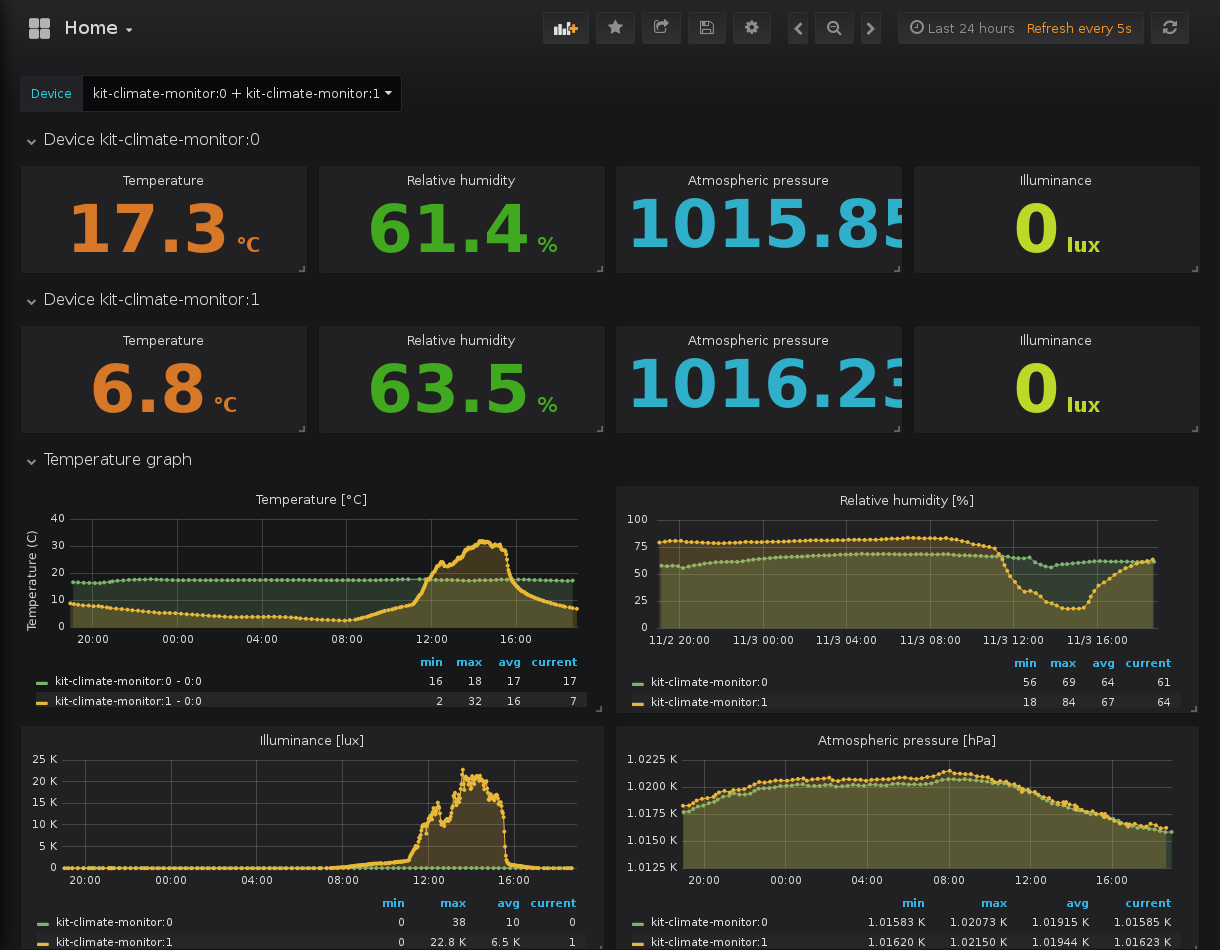 Home
Last 24 hours Refresh every 5s
Device kit-climate-monitor:0 + kit-climate-monitor:1
Device kit-climate-monitor:0
Temperature Relative humidity Atmospheric pressure Illuminance
17.3 °C 61.4 % 1015.85 0 lux
Device kit-climate-monitor:1
Temperature Relative humidity Atmospheric pressure Illuminance
6.8 °C 63.5 % 1016.23 0 lux
Temperature graph
Temperature [°C]
Temperature (C)
40
30
20
10
0
20:00 00:00 04:00 08:00 12:00 16:00
min max avg current
kit-climate-monitor:0 - 0:0 16 18 17 17
kit-climate-monitor:1 - 0:0 2 32 16 7
Relative humidity [%]
100
75
50
25
0
11/2 20:00 11/3 00:00 11/3 04:00 11/3 08:00 11/3 12:00 11/3 16:00
min max avg current
kit-climate-monitor:0 56 69 64 61
kit-climate-monitor:1 18 84 67 64
Illuminance [lux]
25 K
20 K
15 K
10 K
5 K
0
20:00 00:00 04:00 08:00 12:00 16:00
min max avg current
kit-climate-monitor:0 0 38 10 0
kit-climate-monitor:1 0 22.8 K 6.5 K 1
Atmospheric pressure [hPa]
1.0225 K
1.0200 K
1.0175 K
1.0150 K
1.0125 K
20:00 00:00 04:00 08:00 12:00 16:00
min max avg current
kit-climate-monitor:0 1.01583 K 1.02073 K 1.01915 K 1.01585 K
kit-climate-monitor:1 1.01620 K 1.02150 K 1.01944 K 1.01623 K